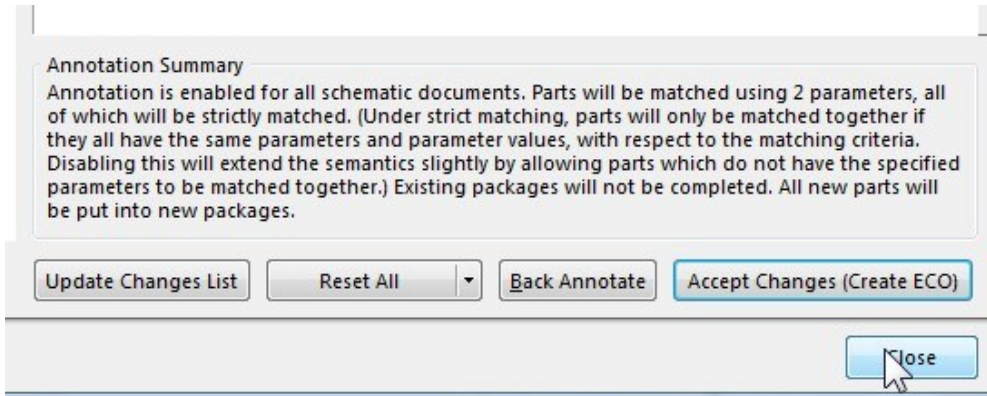 Annotation Summary
Annotation is enabled for all schematic documents. Parts will be matched using 2 parameters, all
of which will be strictly matched. (Under strict matching, parts will only be matched together if
they all have the same parameters and parameter values, with respect to the matching criteria.
Disabling this will extend the semantics slightly by allowing parts which do not have the specified
parameters to be matched together.) Existing packages will not be completed. All new parts will
be put into new packages.
Update Changes List Reset All Back Annotate Accept Changes (Create ECO)
Close